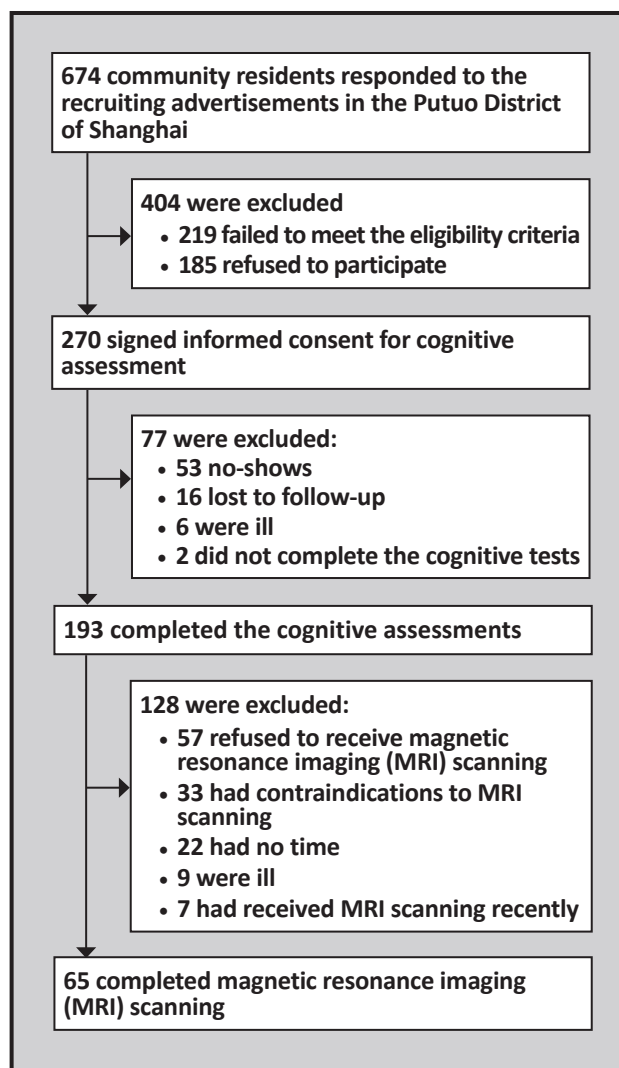 674 community residents responded to the
recruiting advertisements in the Putuo District
of Shanghai
404 were excluded
• 219 failed to meet the eligibility criteria
• 185 refused to participate
270 signed informed consent for cognitive
assessment
77 were excluded:
• 53 no-shows
• 16 lost to follow-up
• 6 were ill
• 2 did not complete the cognitive tests
193 completed the cognitive assessments
128 were excluded:
• 57 refused to receive magnetic
resonance imaging (MRI) scanning
• 33 had contraindications to MRI
scanning
• 22 had no time
• 9 were ill
• 7 had received MRI scanning recently
65 completed magnetic resonance imaging
(MRI) scanning